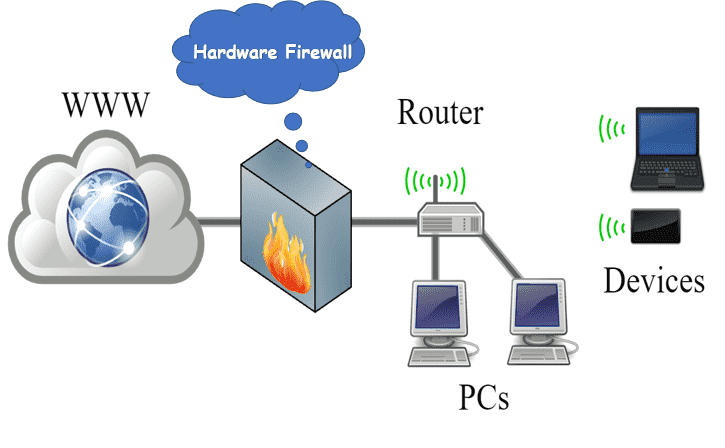 Hardware Firewall
WWW
Router
Devices
PCs